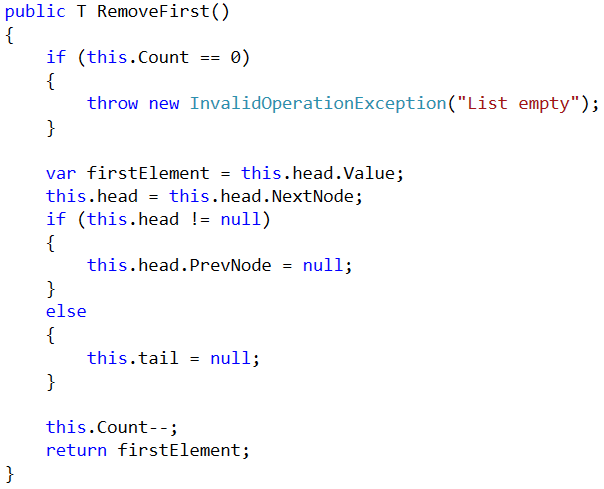 public T RemoveFirst()
{
    if (this.Count == 0)
    {
        throw new InvalidOperationException("List empty");
    }

    var firstElement = this.head.Value;
    this.head = this.head.NextNode;
    if (this.head != null)
    {
        this.head.PrevNode = null;
    }
    else
    {
        this.tail = null;
    }

    this.Count--;
    return firstElement;
}